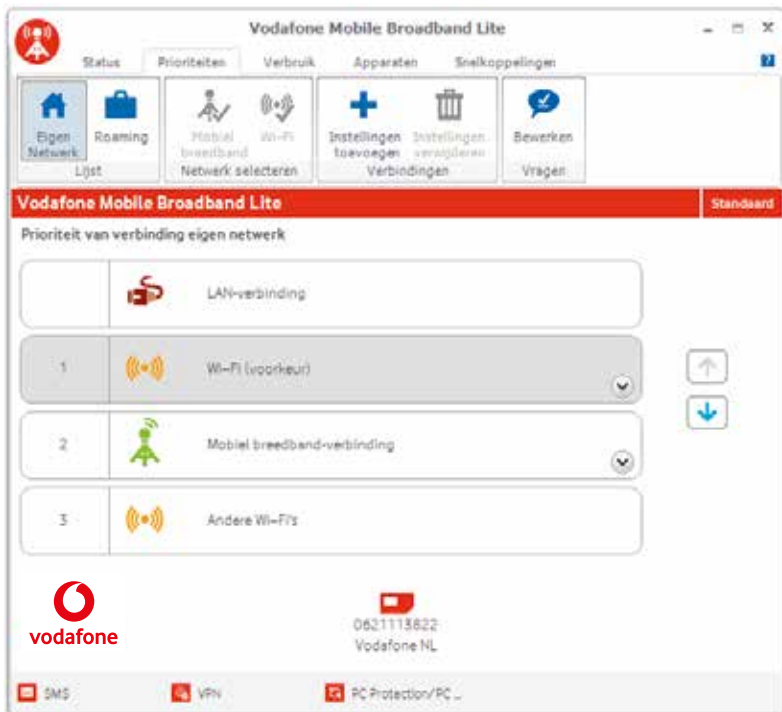 Vodafone Mobile Broadband Lite
Status Prioriteiten Verbruik Apparaten Snelkoppelingen
Eigen Netwerk
Roaming
Lijst
Mobiel breedband
Wi-Fi
Netwerk selecteren
Instellingen toevoegen
Instellingen verwijderen
Verbindingen
Bewerken
Vragen
Vodafone Mobile Broadband Lite Standaard
Prioriteit van verbinding eigen netwerk
LAN-verbinding
1 Wi-Fi (voorkeur)
2 Mobiel breedband-verbinding
3 Andere Wi-Fi's
vodafone
0621113822
Vodafone NL
SMS VPN PC Protection/PC ...